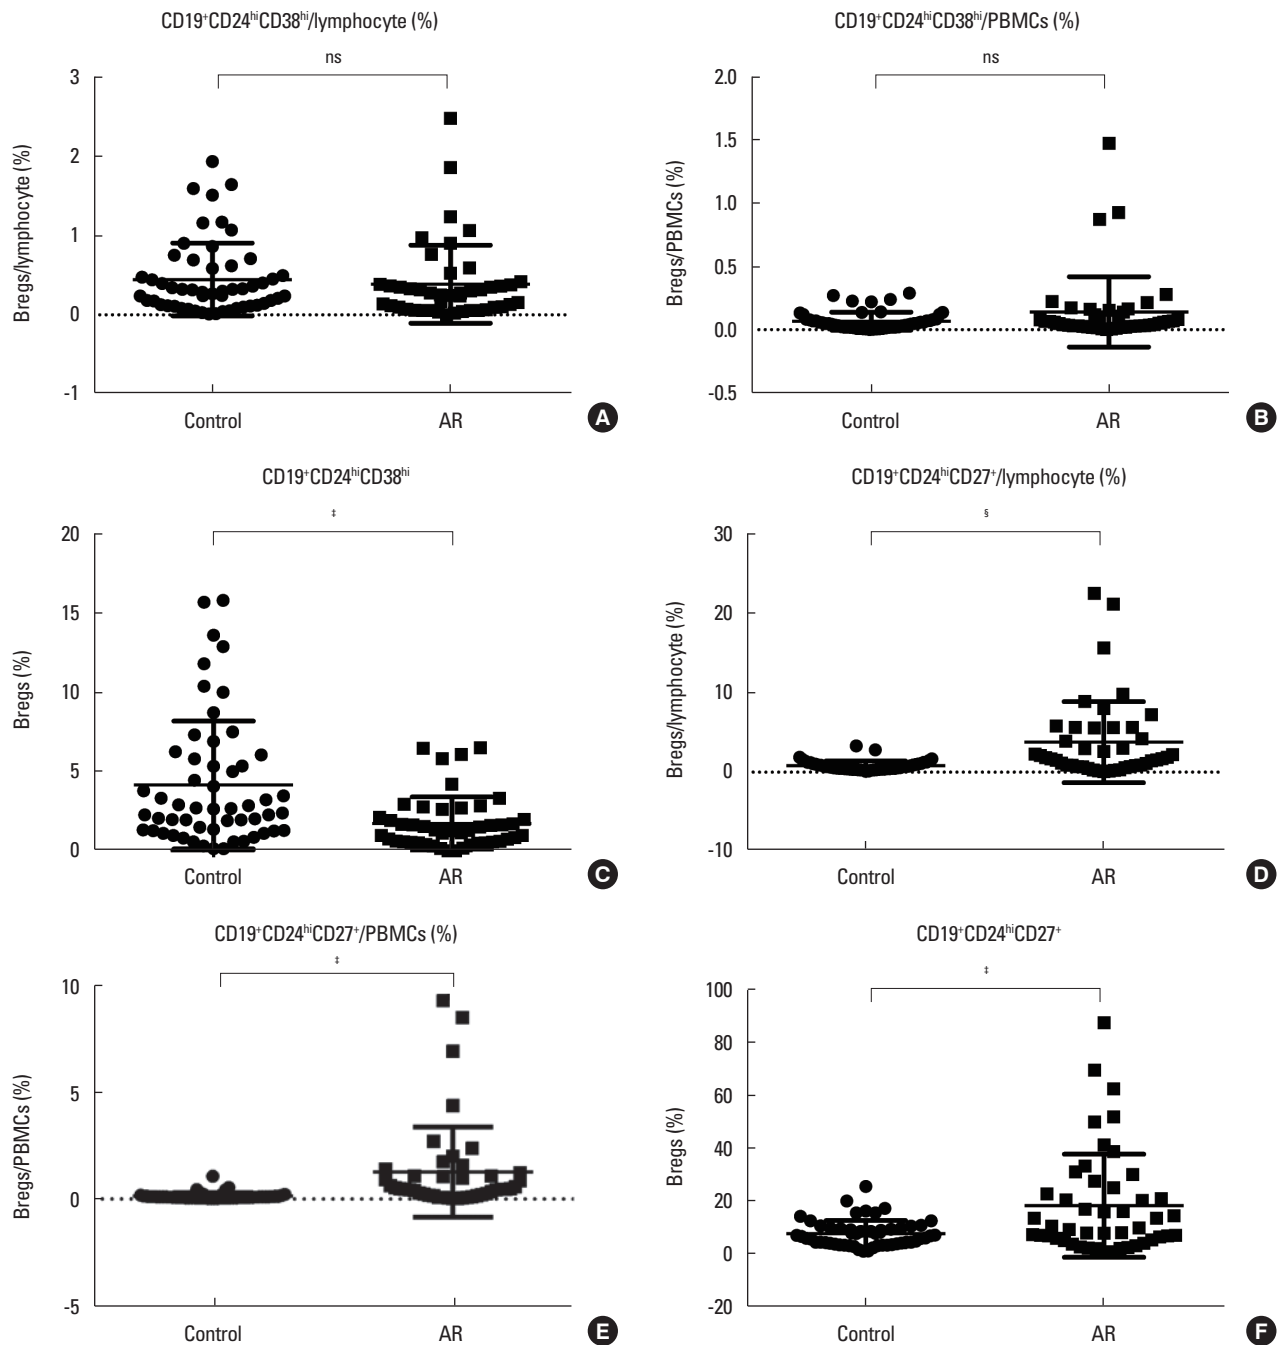 CD19⁺CD24ʰⁱCD38ʰⁱ/lymphocyte (%)
ns
3
2
1
0
-1
Bregs/lymphocyte (%)
Control
AR
A
CD19⁺CD24ʰⁱCD38ʰⁱ/PBMCs (%)
ns
2.0
1.5
1.0
0.5
0.0
-0.5
Bregs/PBMCs (%)
Control
AR
B
CD19⁺CD24ʰⁱCD38ʰⁱ
‡
20
15
10
5
0
Bregs (%)
Control
AR
C
CD19⁺CD24ʰⁱCD27⁺/lymphocyte (%)
§
30
20
10
0
-10
Bregs/lymphocyte (%)
Control
AR
D
CD19⁺CD24ʰⁱCD27⁺/PBMCs (%)
‡
10
5
0
-5
Bregs/PBMCs (%)
Control
AR
E
CD19⁺CD24ʰⁱCD27⁺
‡
100
80
60
40
20
0
-20
Bregs (%)
Control
AR
F